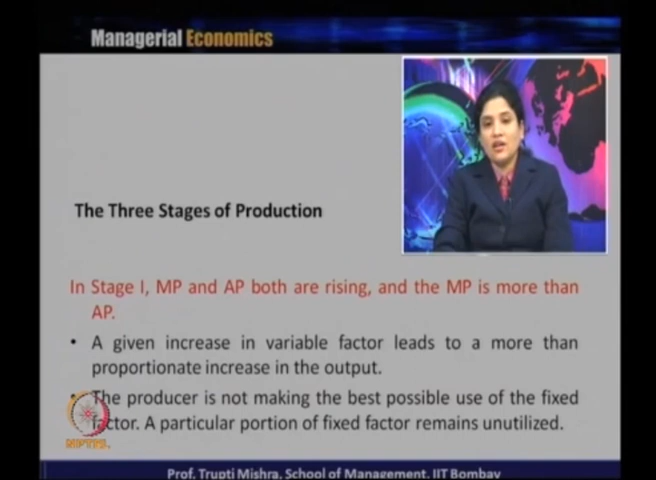 Managerial Economics
The Three Stages of Production
In Stage I, MP and AP both are rising, and the MP is more than
AP.
• A given increase in variable factor leads to a more than
proportionate increase in the output.
• The producer is not making the best possible use of the fixed
factor. A particular portion of fixed factor remains unutilized.
NPTEL
Prof. Trupti Mishra, School of Management, IIT Bombay